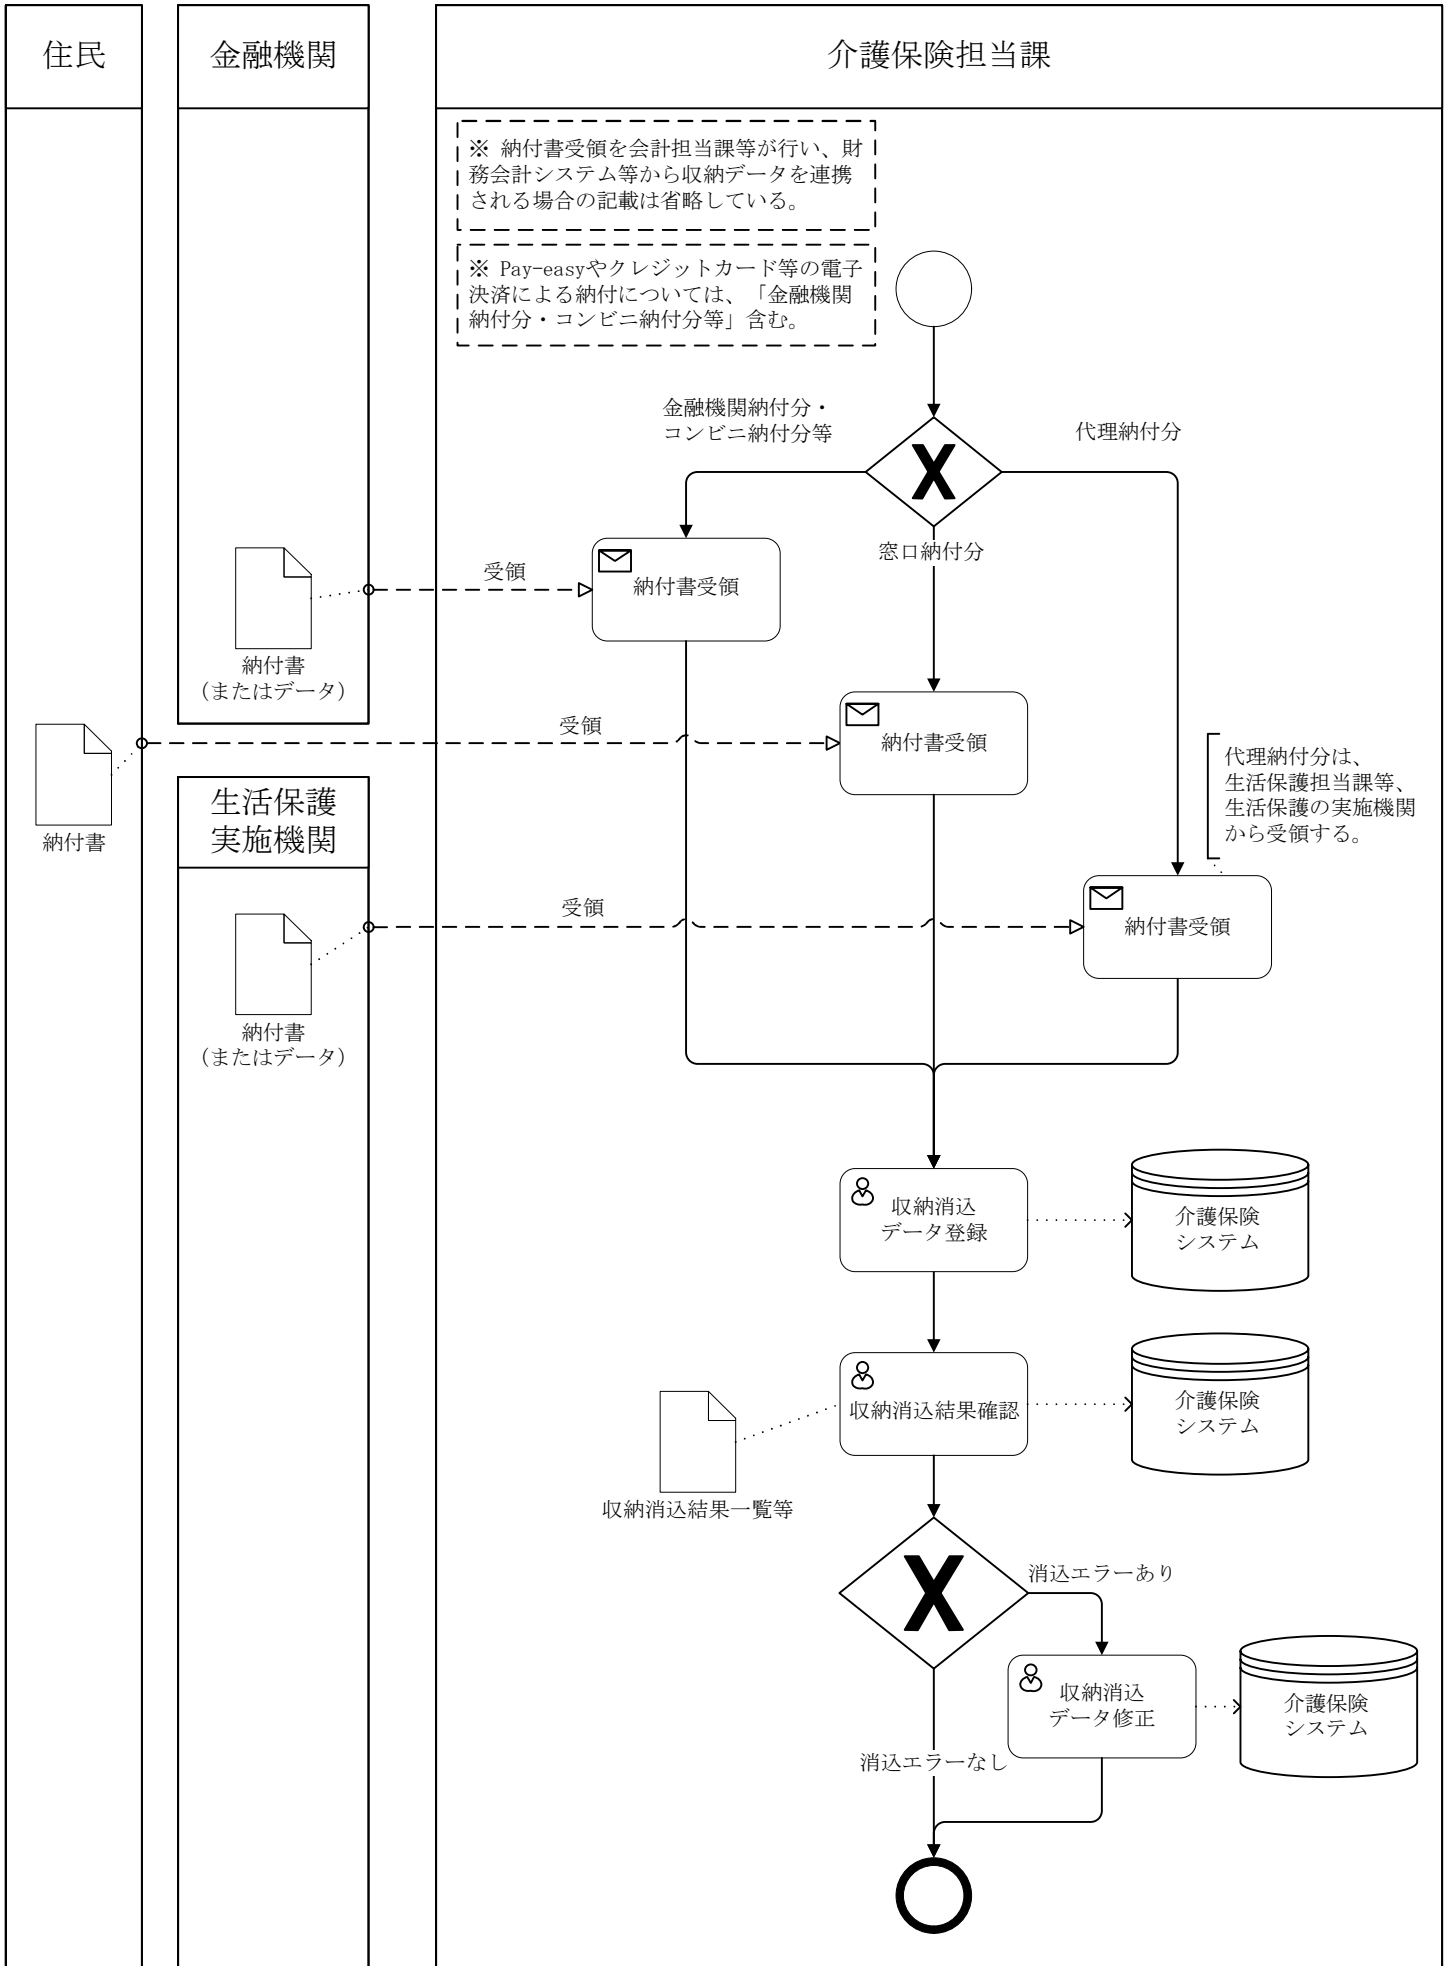 住民
金融機関
介護保険担当課
※ 納付書受領を会計担当課等が行い、財
務会計システム等から収納データを連携
される場合の記載は省略している。
※ Pay-easyやクレジットカード等の電子
決済による納付については、「金融機関
納付分・コンビニ納付分等」含む。
金融機関納付分・
コンビニ納付分等
代理納付分
窓口納付分
受領
納付書受領
納付書
（またはデータ）
受領
納付書受領
納付書
代理納付分は、
生活保護担当課等、
生活保護の実施機関
から受領する。
生活保護
実施機関
受領
納付書受領
納付書
（またはデータ）
収納消込
データ登録
介護保険
システム
収納消込結果確認
介護保険
システム
収納消込結果一覧等
消込エラーあり
収納消込
データ修正
介護保険
システム
消込エラーなし